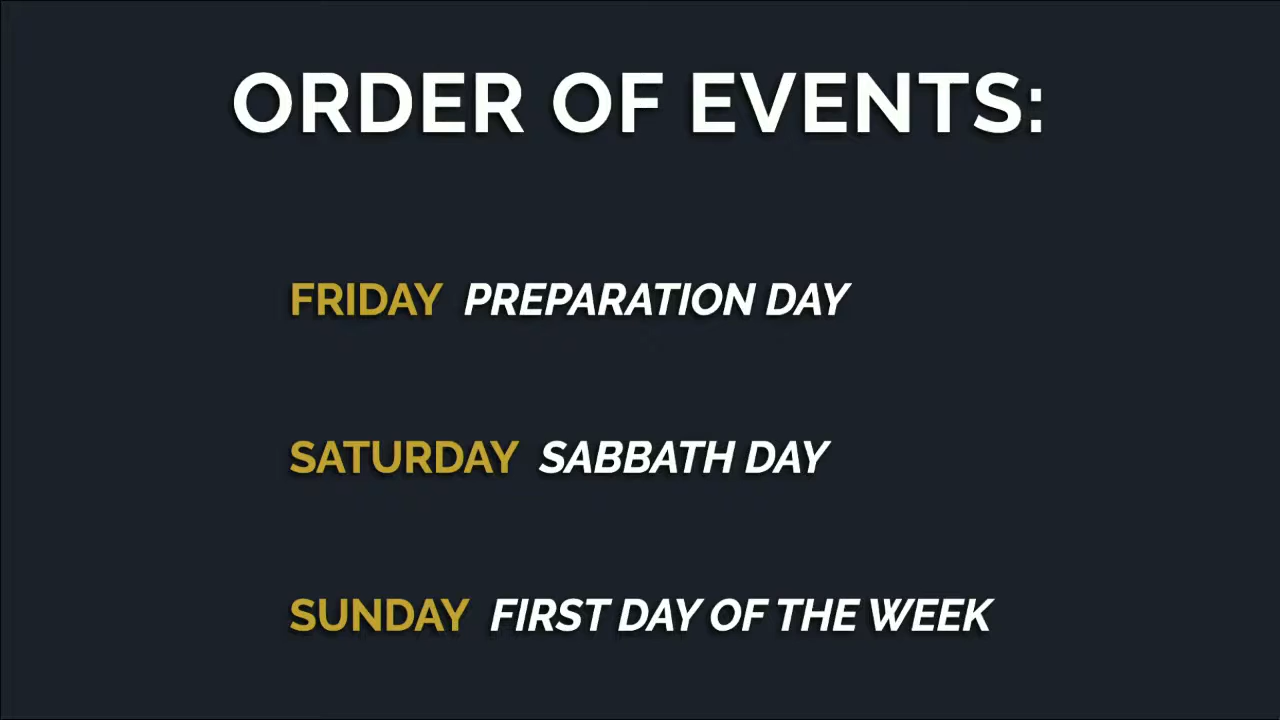 ORDER OF EVENTS:
FRIDAY PREPARATION DAY
SATURDAY SABBATH DAY
SUNDAY FIRST DAY OF THE WEEK